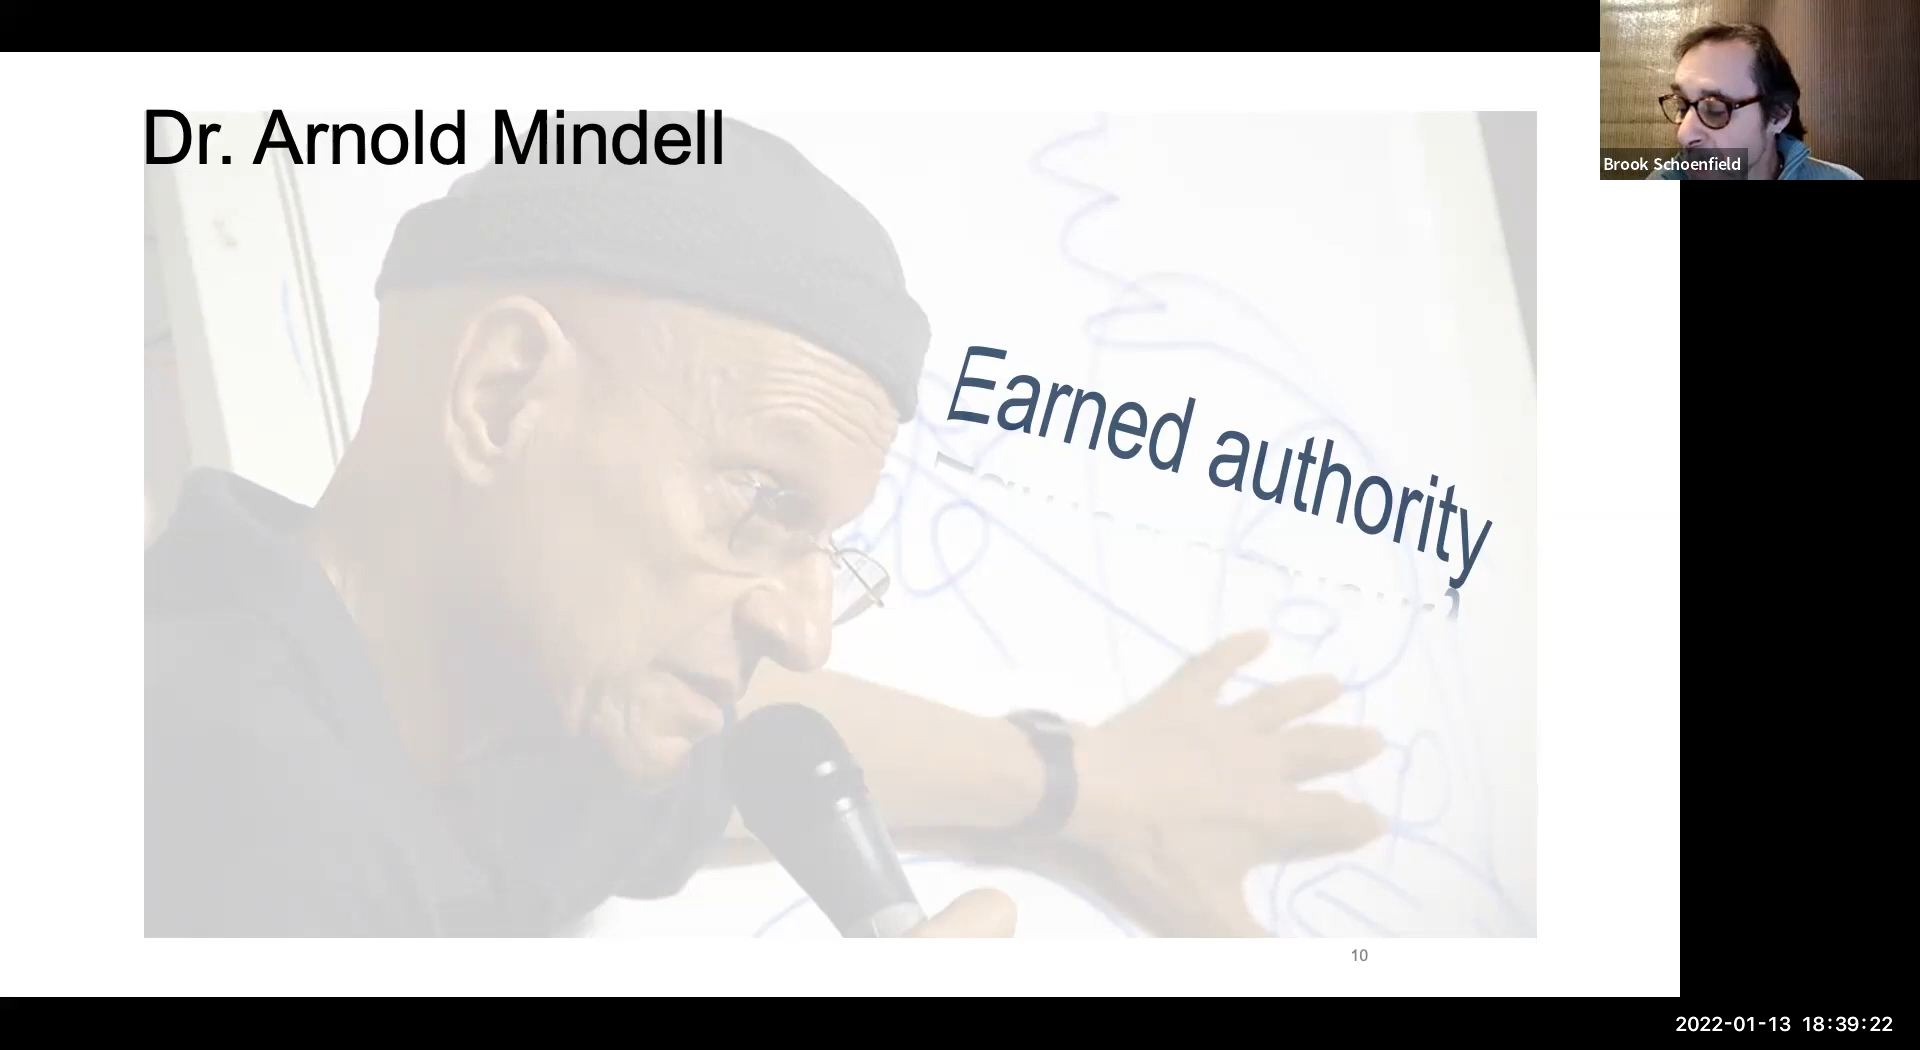 Dr. Arnold Mindell
Brook Schoenfield
Earned authority
10
2022-01-13 18:39:22